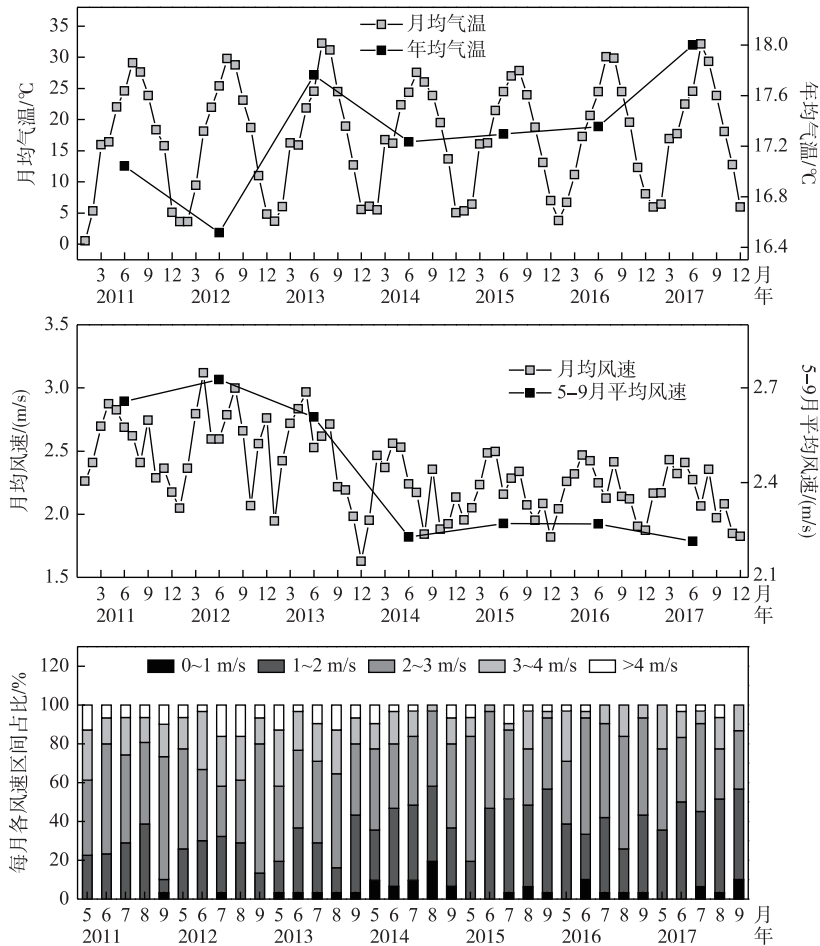 月均气温
年均气温
月均气温/℃
35
30
25
20
15
10
5
0
年均气温/℃
18.0
17.6
17.2
16.8
16.4
3 6 9 12 3 6 9 12 3 6 9 12 3 6 9 12 3 6 9 12 3 6 9 12 3 6 9 12 月
2011 2012 2013 2014 2015 2016 2017 年
月均风速
5-9月平均风速
月均风速/(m/s)
3.5
3.0
2.5
2.0
1.5
5-9月平均风速/(m/s)
2.7
2.4
2.1
3 6 9 12 3 6 9 12 3 6 9 12 3 6 9 12 3 6 9 12 3 6 9 12 3 6 9 12 月
2011 2012 2013 2014 2015 2016 2017 年
0~1 m/s 1~2 m/s 2~3 m/s 3~4 m/s >4 m/s
每月各风速区间占比/%
120
100
80
60
40
20
0
5 6 7 8 9 5 6 7 8 9 5 6 7 8 9 5 6 7 8 9 5 6 7 8 9 5 6 7 8 9 5 6 7 8 9 月
2011 2012 2013 2014 2015 2016 2017 年